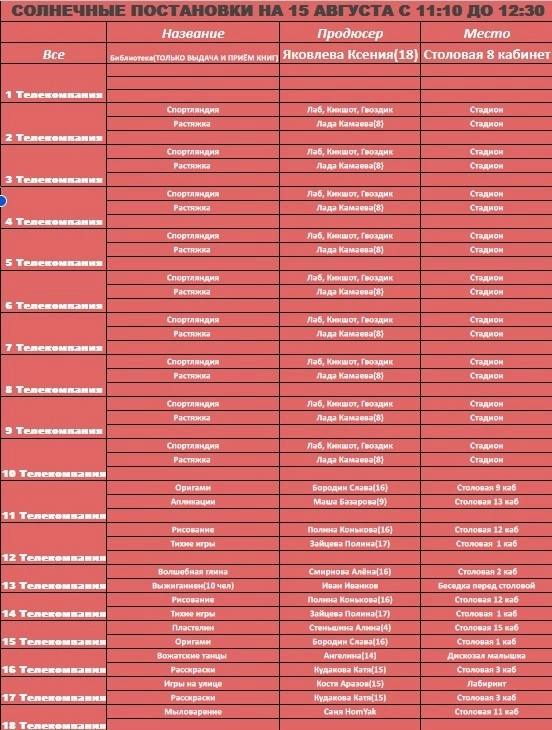 СОЛНЕЧНЫЕ ПОСТАНОВКИ НА 15 АВГУСТА С 11:10 ДО 12:30
Название Продюсер Место
Все Библиотека(ТОЛЬКО ВЫДАЧА И ПРИЁМ КНИГ) Яковлева Ксения(18) Столовая 8 кабинет
1 Телекомпания
Спортландия Лаб, Кикшот, Гвоздик Стадион
Растяжка Лада Камаева(8) Стадион
2 Телекомпания
Спортландия Лаб, Кикшот, Гвоздик Стадион
Растяжка Лада Камаева(8) Стадион
3 Телекомпания
Спортландия Лаб, Кикшот, Гвоздик Стадион
Растяжка Лада Камаева(8) Стадион
4 Телекомпания
Спортландия Лаб, Кикшот, Гвоздик Стадион
Растяжка Лада Камаева(8) Стадион
5 Телекомпания
Спортландия Лаб, Кикшот, Гвоздик Стадион
Растяжка Лада Камаева(8) Стадион
6 Телекомпания
Спортландия Лаб, Кикшот, Гвоздик Стадион
Растяжка Лада Камаева(8) Стадион
7 Телекомпания
Спортландия Лаб, Кикшот, Гвоздик Стадион
Растяжка Лада Камаева(8) Стадион
8 Телекомпания
Спортландия Лаб, Кикшот, Гвоздик Стадион
Растяжка Лада Камаева(8) Стадион
9 Телекомпания
Спортландия Лаб, Кикшот, Гвоздик Стадион
Растяжка Лада Камаева(8) Стадион
10 Телекомпания
Оригами Бородин Слава(16) Столовая 9 каб
Апликации Маша Базарова(9) Столовая 13 каб
11 Телекомпания
Рисование Полина Конькова(16) Столовая 12 каб
Тихие игры Зайцева Полина(17) Столовая 1 каб
12 Телекомпания
Волшебная глина Смирнова Алёна(16) Столовая 2 каб
13 Телекомпания Выжиганиен(10 чел) Иван Иванков Беседка перед столовой
Рисование Полина Конькова(16) Столовая 12 каб
14 Телекомпания Тихие игры Зайцева Полина(17) Столовая 1 каб
Пластелин Стеньшина Алина(4) Столовая 15 каб
15 Телекомпания Оригами Бородин Слава(16) Столовая 1 каб
Вожатские танцы Ангелина(14) Дискозал малышка
16 Телекомпания Расскраски Кудакова Катя(15) Столовая 3 каб
Игры на улице Костя Аразов(15) Лабиринт
17 Телекомпания Расскраски Кудакова Катя(15) Столовая 3 каб
Мыловарение Саня HomYak Столовая 11 каб
18 Телекомпания